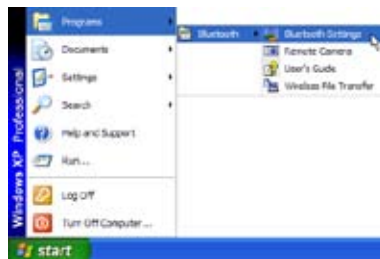 Programs
Documents
Settings
Search
Help and Support
Run...
Log Off
Turn Off Computer ...
Bluetooth
Bluetooth Settings
Remote Camera
User's Guide
Wireless File Transfer
Windows XP Professional
start